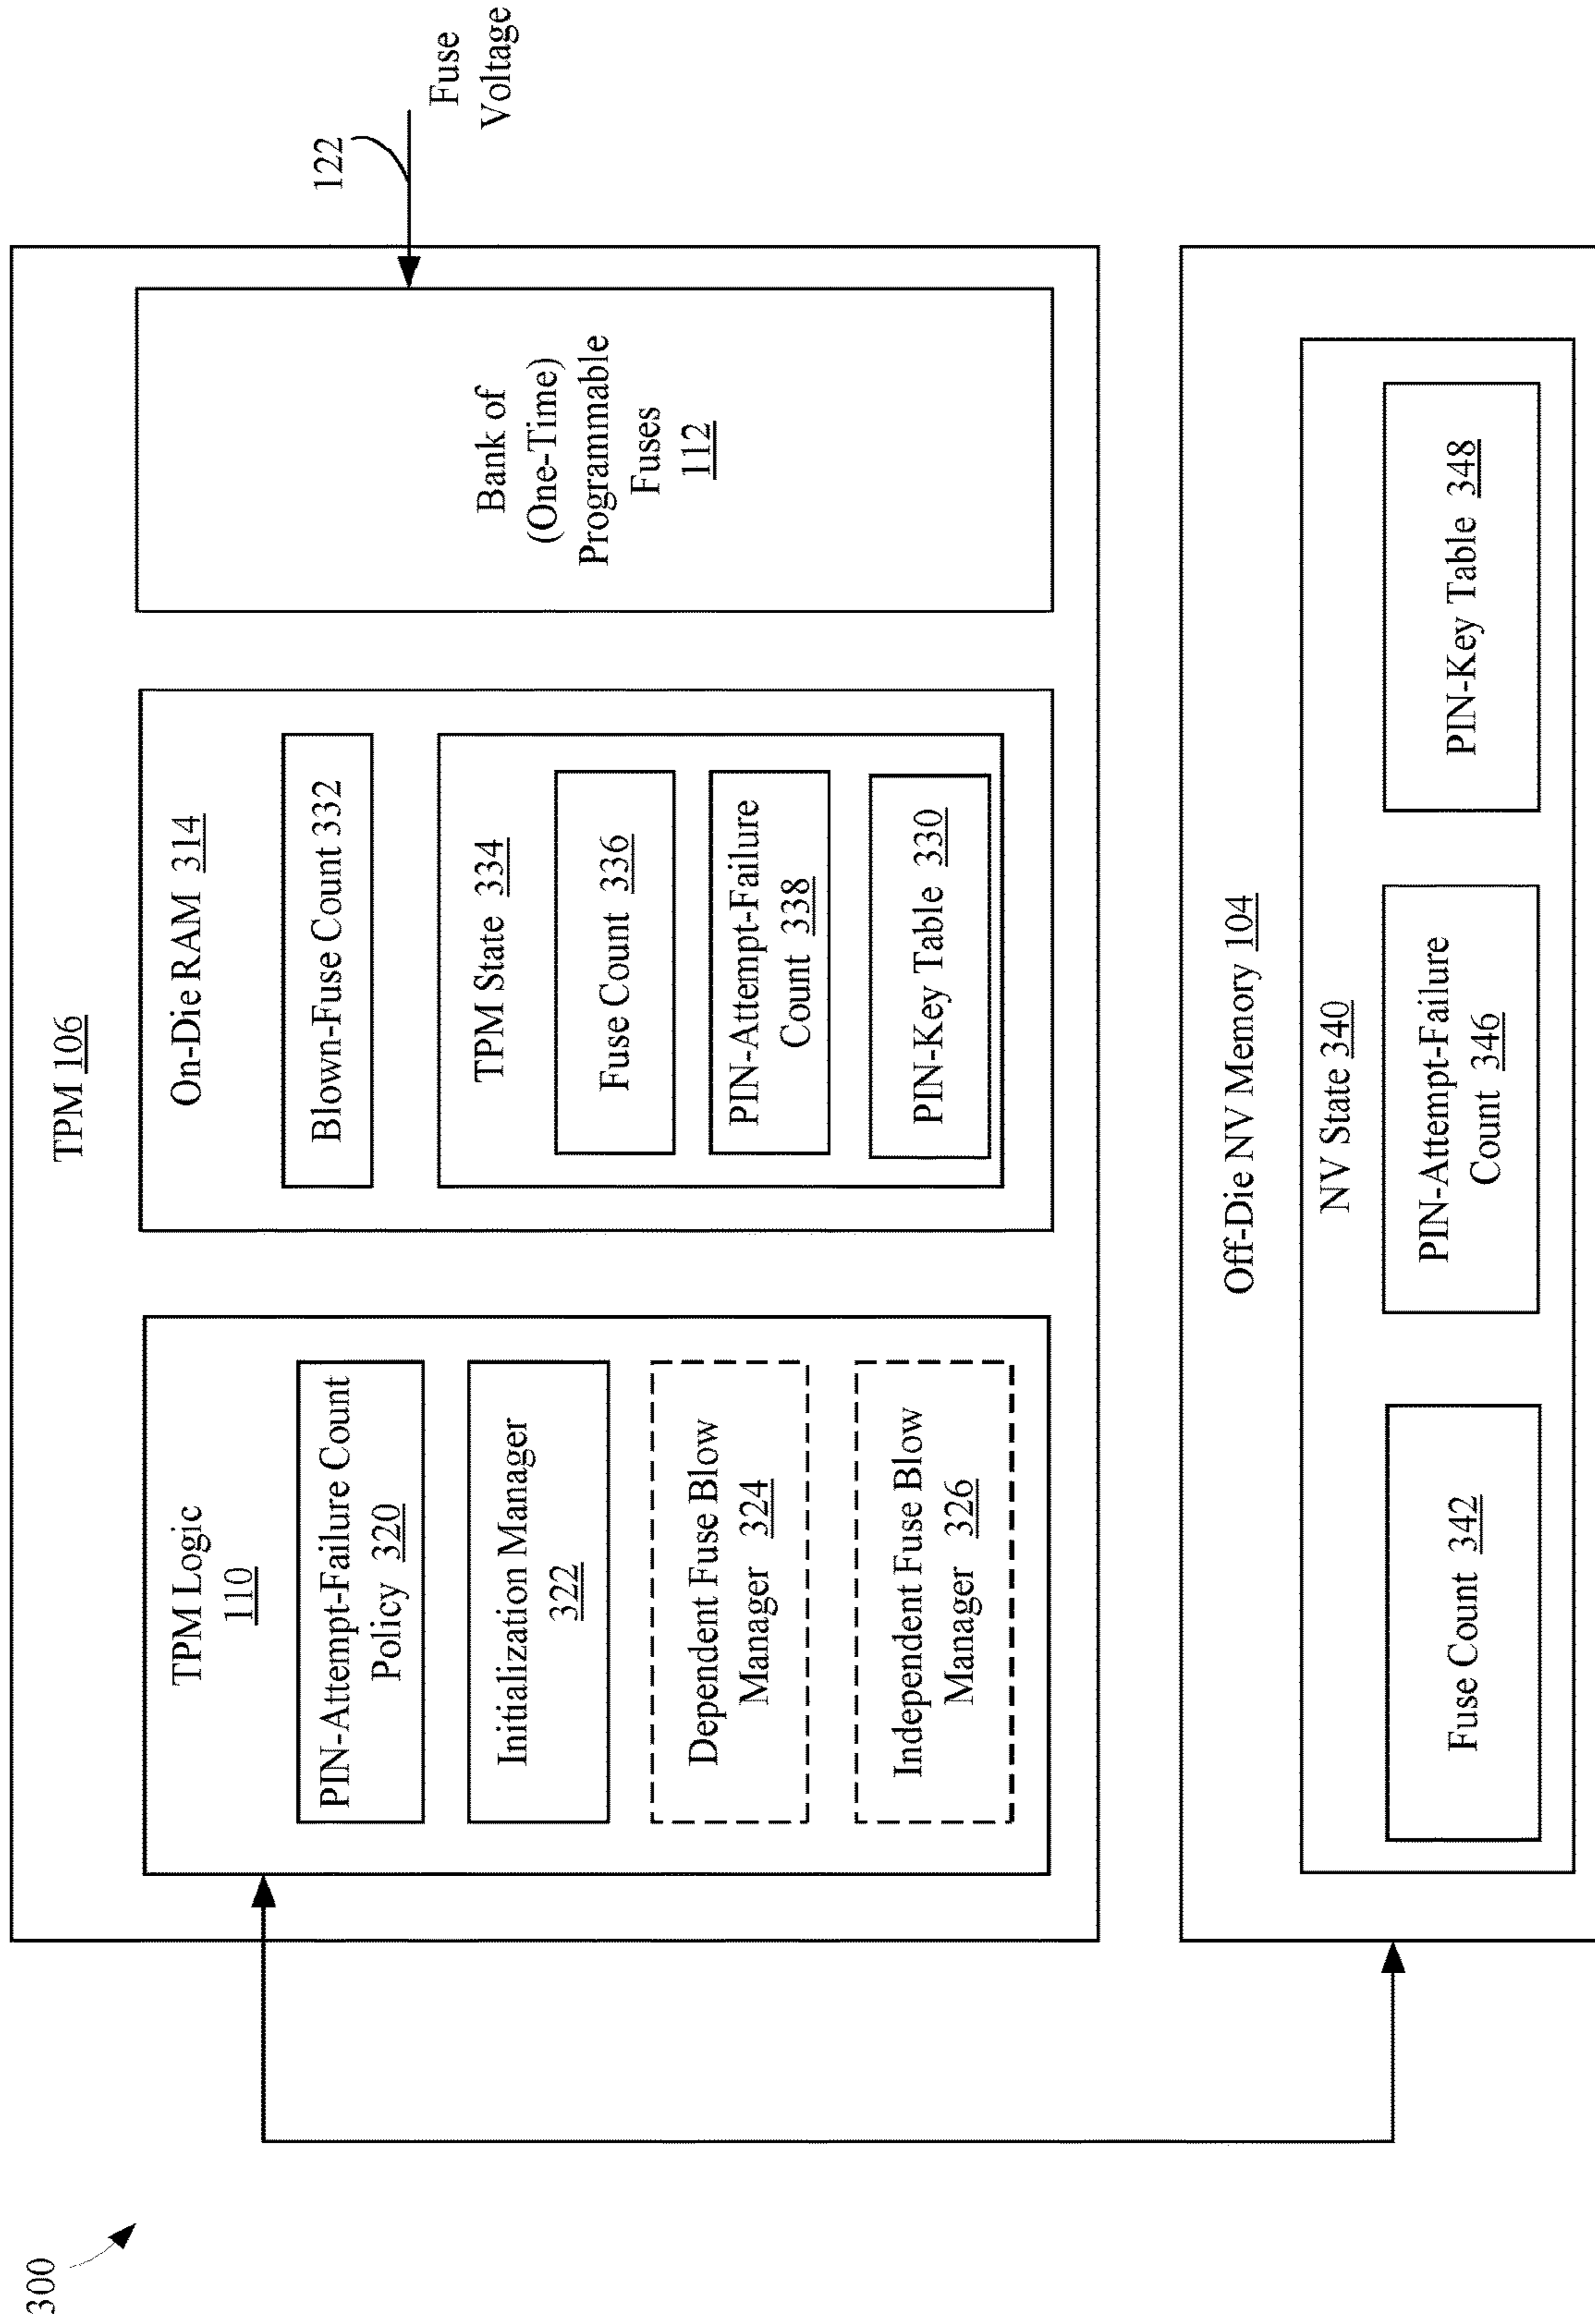 300
TPM 106
TPM Logic
110
PIN-Attempt-Failure Count
Policy 320
Initialization Manager
322
Dependent Fuse Blow
Manager 324
Independent Fuse Blow
Manager 326
On-Die RAM 314
Blown-Fuse Count 332
TPM State 334
Fuse Count 336
PIN-Attempt-Failure
Count 338
PIN-Key Table 330
Bank of
(One-Time)
Programmable
Fuses
112
122
Fuse
Voltage
Off-Die NV Memory 104
NV State 340
Fuse Count 342
PIN-Attempt-Failure
Count 346
PIN-Key Table 348